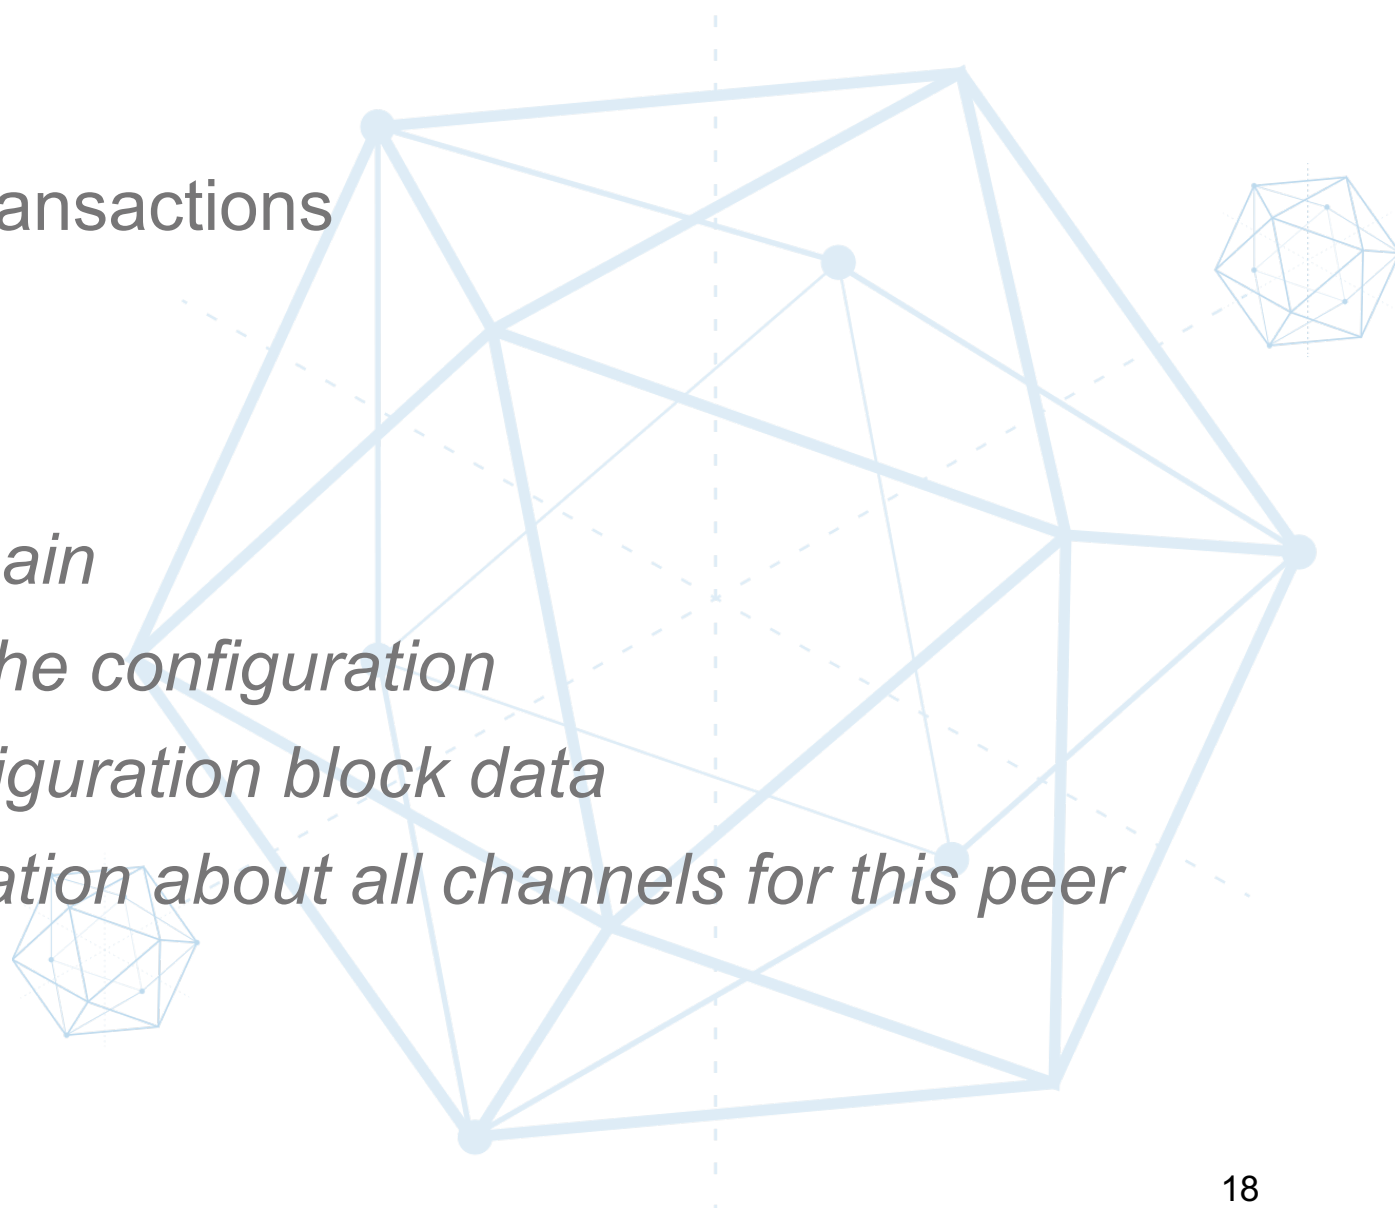 ansactions
ain
he configuration
iguration block data
ation about all channels for this peer
18